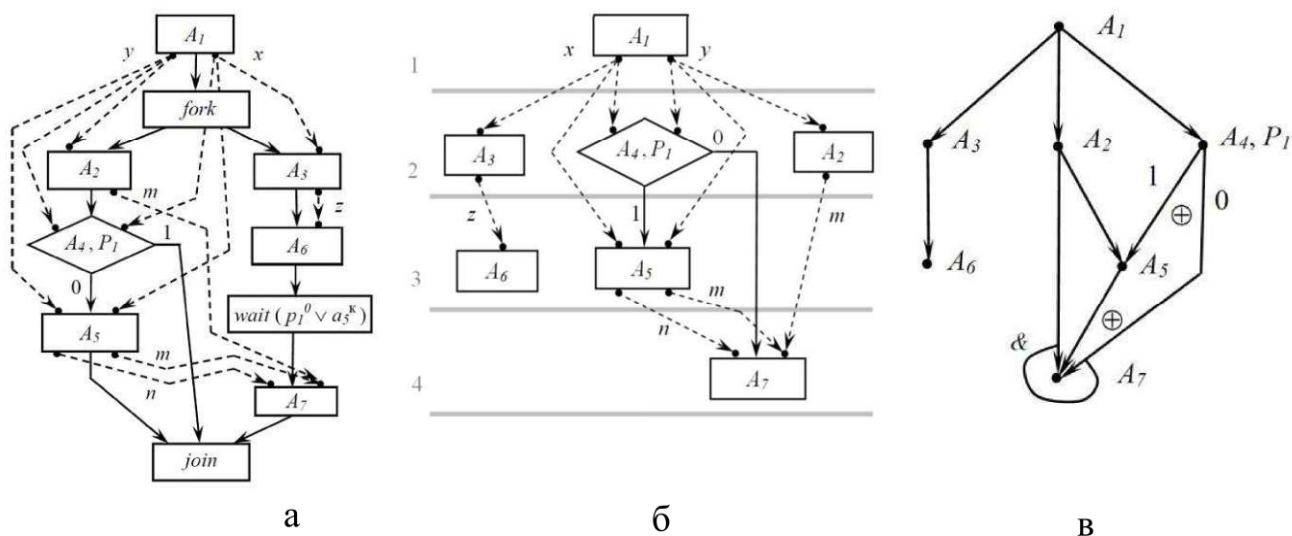 A1
y
x
fork
A2
A3
m
z
A4, P1
1
A6
0
wait (p1^0 ∨ a5^к)
A5
m
n
A7
join
а
A1
x
y
1
0
A3
A4, P1
A2
2
z
1
m
A6
A5
3
m
n
A7
4
б
A1
A3
A2
A4, P1
1
0
⊕
A6
A5
⊕
&
A7
в